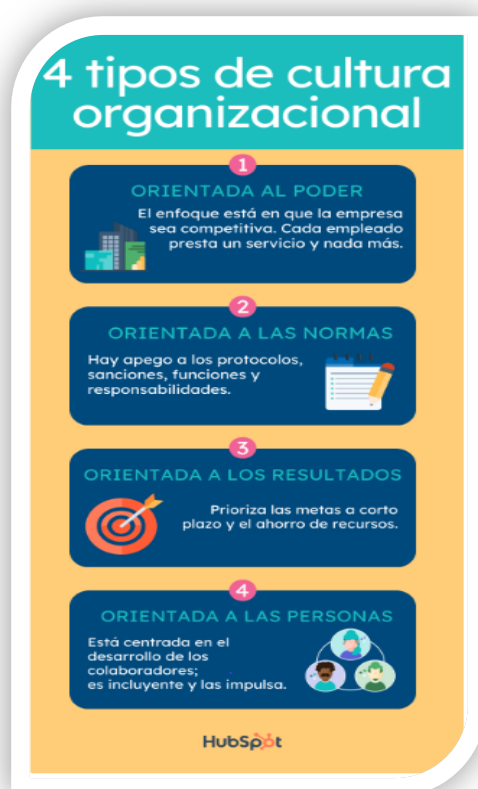 4 tipos de cultura
organizacional
1
ORIENTADA AL PODER
El enfoque está en que la empresa
sea competitiva. Cada empleado
presta un servicio y nada más.
2
ORIENTADA A LAS NORMAS
Hay apego a los protocolos,
sanciones, funciones y
responsabilidades.
3
ORIENTADA A LOS RESULTADOS
Prioriza las metas a corto
plazo y el ahorro de recursos.
4
ORIENTADA A LAS PERSONAS
Está centrada en el
desarrollo de los
colaboradores;
es incluyente y las impulsa.
HubSpot